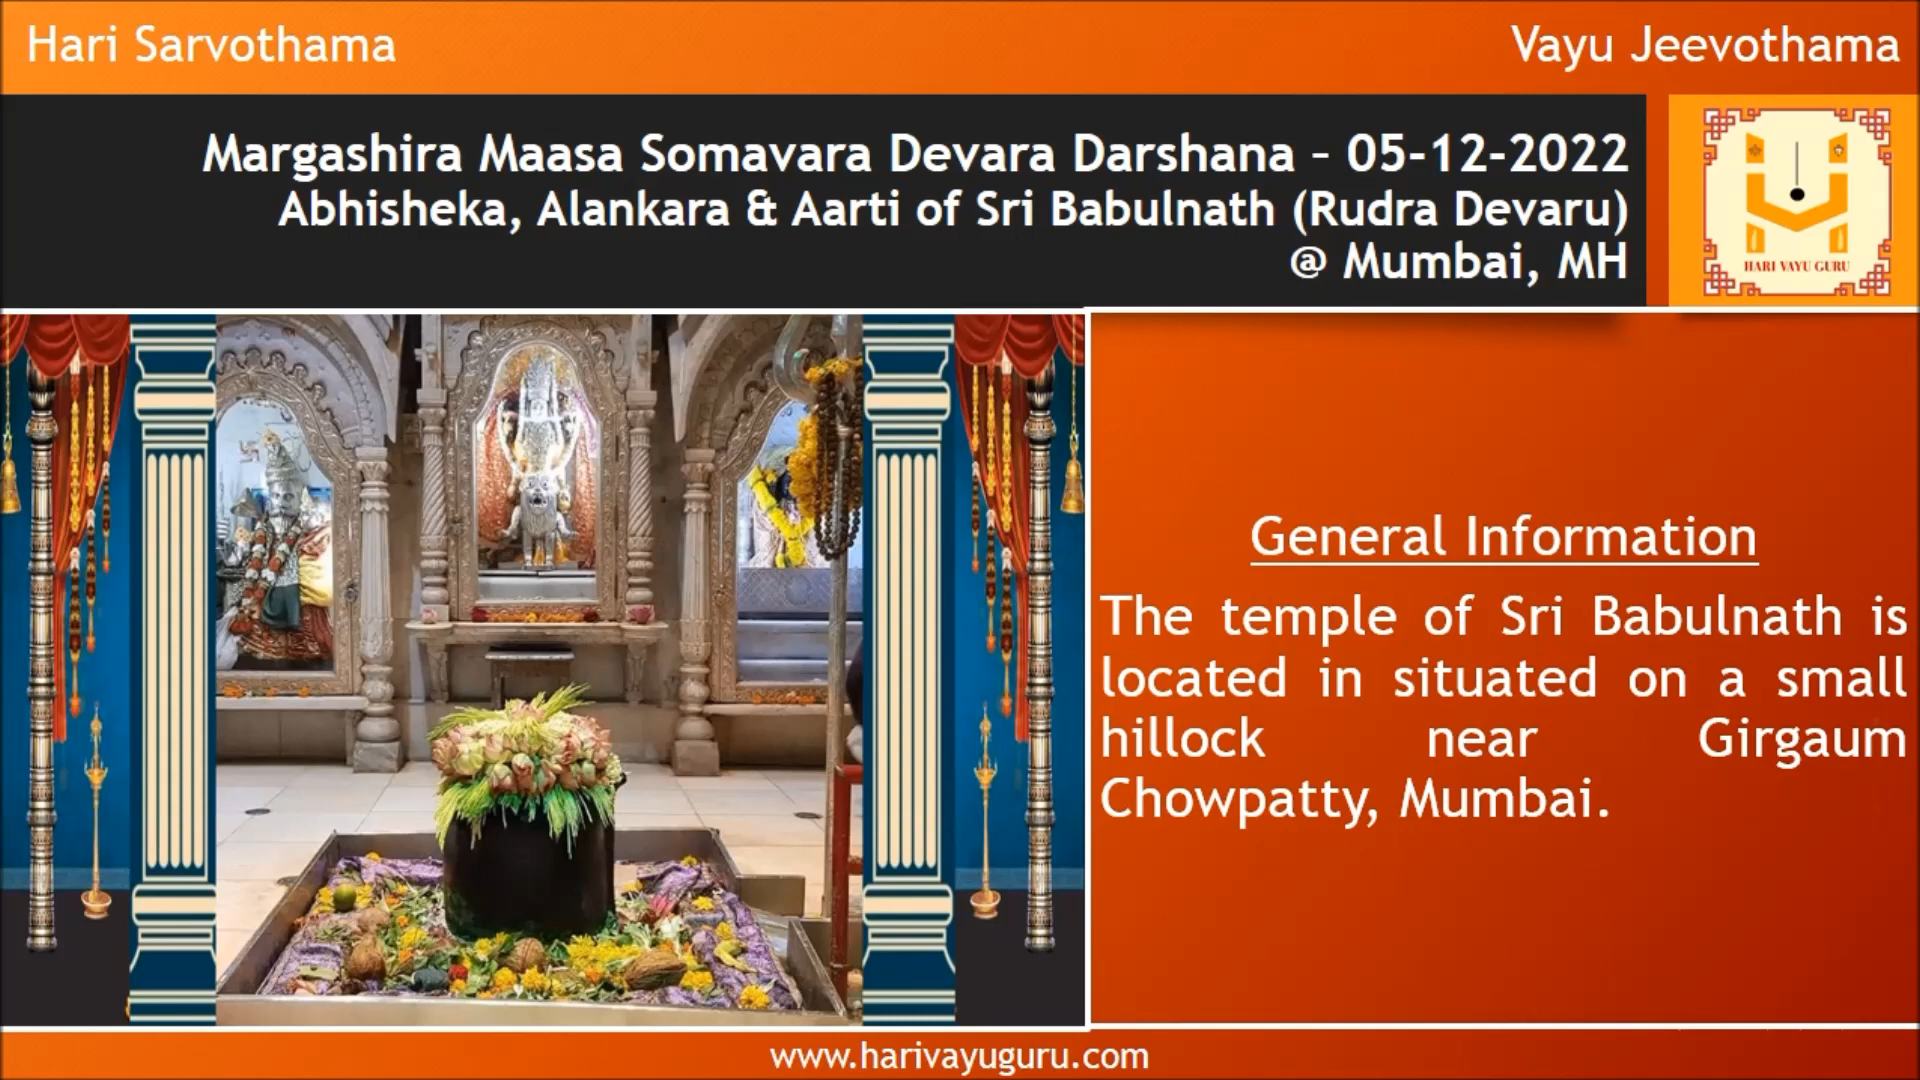 Hari Sarvothama
Vayu Jeevothama
Margashira Maasa Somavara Devara Darshana – 05-12-2022
Abhisheka, Alankara & Aarti of Sri Babulnath (Rudra Devaru)
@ Mumbai, MH
HARI VAYU GURU
General Information
The temple of Sri Babulnath is
located in situated on a small
hillock near Girgaum
Chowpatty, Mumbai.
www.harivayuguru.com